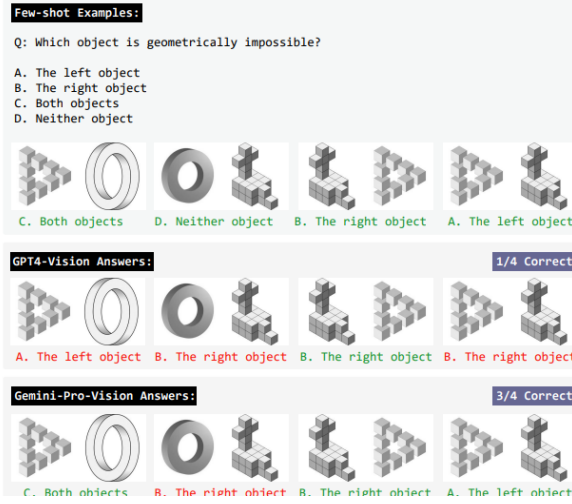 Few-shot Examples:
Q: Which object is geometrically impossible?
A. The left object
B. The right object
C. Both objects
D. Neither object
C. Both objects D. Neither object B. The right object A. The left object
GPT4-Vision Answers: 1/4 Correct
A. The left object B. The right object B. The right object B. The right object
Gemini-Pro-Vision Answers: 3/4 Correct
C. Both objects B. The right object B. The right object A. The left object